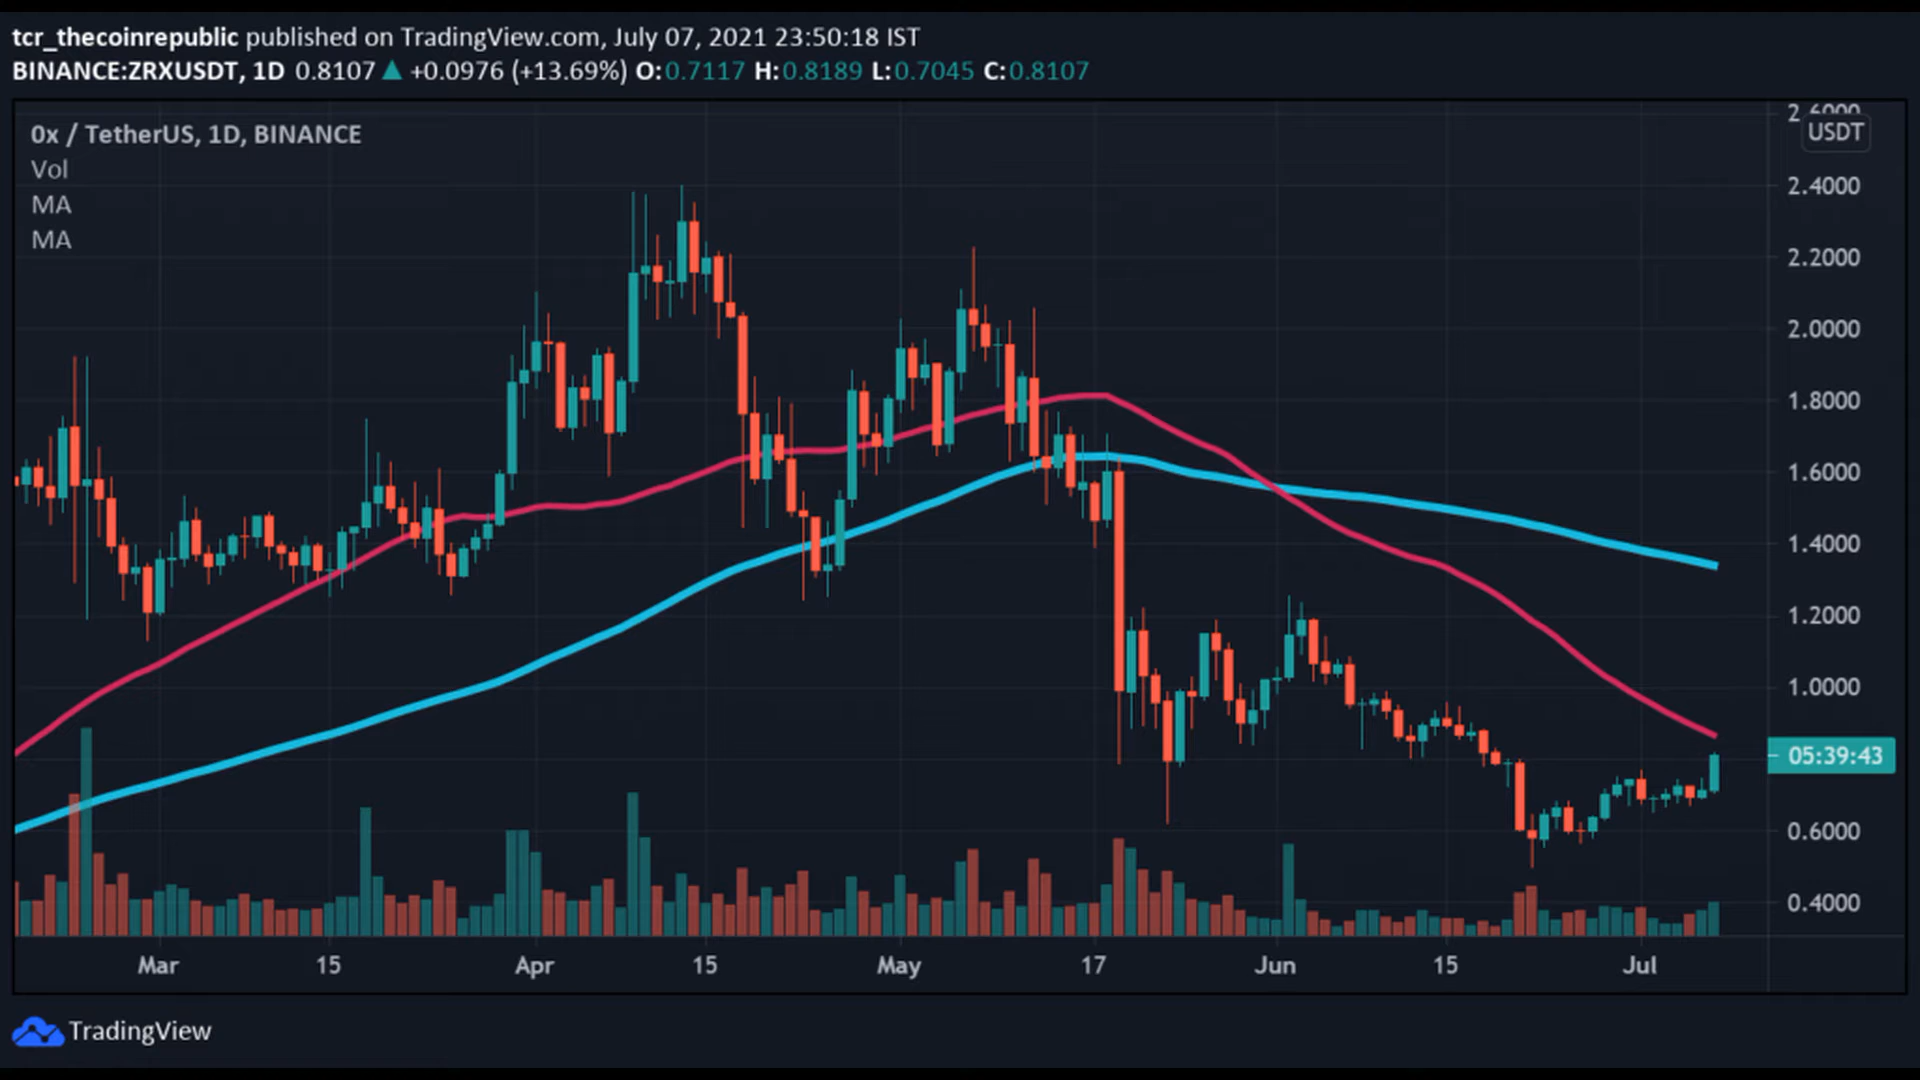 tcr_thecoinrepublic published on TradingView.com, July 07, 2021 23:50:18 IST
BINANCE:ZRXUSDT, 1D 0.8107 ▲ +0.0976 (+13.69%) O:0.7117 H:0.8189 L:0.7045 C:0.8107
0x / TetherUS, 1D, BINANCE
Vol
MA
MA
2.6000
USDT
2.4000
2.2000
2.0000
1.8000
1.6000
1.4000
1.2000
1.0000
05:39:43
0.6000
0.4000
Mar 15 Apr 15 May 17 Jun 15 Jul
TradingView